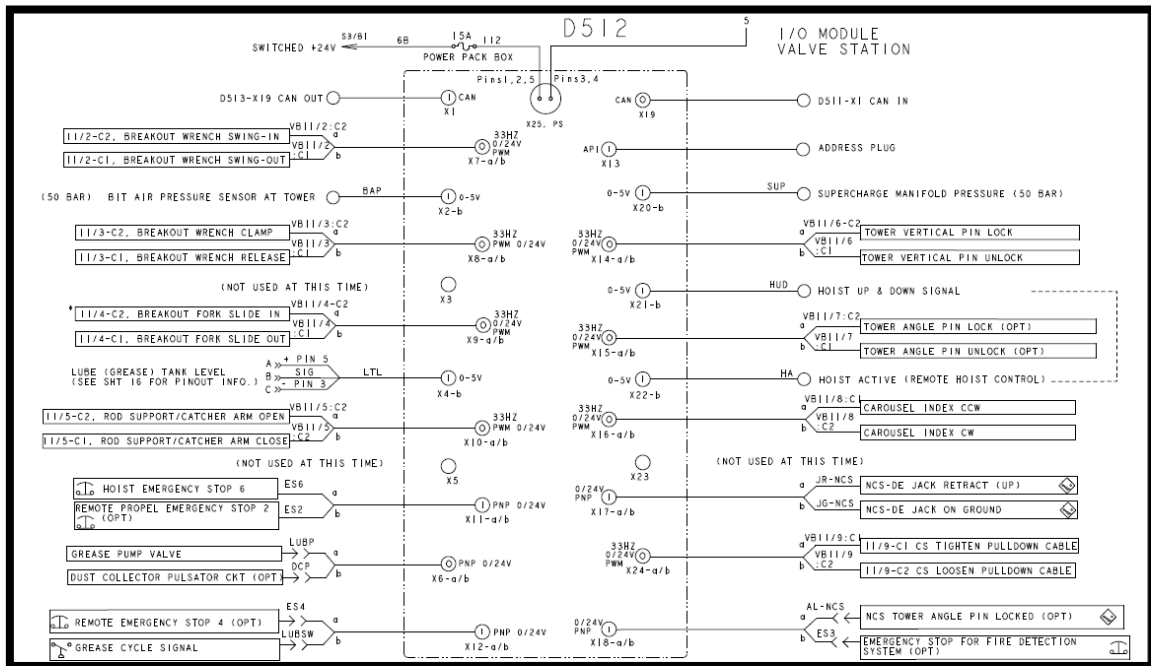 D512
5
I/O MODULE
VALVE STATION
SWITCHED +24V
S3/B1
6B
15A
112
POWER PACK BOX
Pins1,2,5
Pins3,4
X25, PS
D513-X19 CAN OUT
CAN
X1
CAN
X19
D511-X1 CAN IN
11/2-C2, BREAKOUT WRENCH SWING-IN
VB11/2:C2
a
11/2-C1, BREAKOUT WRENCH SWING-OUT
VB11/2
:C1
b
33HZ
0/24V
PWM
X7-a/b
API
X13
ADDRESS PLUG
(50 BAR) BIT AIR PRESSURE SENSOR AT TOWER
BAP
0-5V
X2-b
0-5V
X20-b
SUP
SUPERCHARGE MANIFOLD PRESSURE (50 BAR)
11/3-C2, BREAKOUT WRENCH CLAMP
VB11/3:C2
a
11/3-C1, BREAKOUT WRENCH RELEASE
VB11/3
:C1
b
33HZ
PWM 0/24V
X8-a/b
33HZ
0/24V
PWM
X14-a/b
VB11/6-C2
a
TOWER VERTICAL PIN LOCK
VB11/6
:C1
b
TOWER VERTICAL PIN UNLOCK
(NOT USED AT THIS TIME)
X3
0-5V
X21-b
HUD
HOIST UP & DOWN SIGNAL
11/4-C2, BREAKOUT FORK SLIDE IN
VB11/4-C2
a
11/4-C1, BREAKOUT FORK SLIDE OUT
VB11/4
:C1
b
33HZ
0/24V
PWM
X9-a/b
33HZ
0/24V
PWM
X15-a/b
VB11/7:C2
a
TOWER ANGLE PIN LOCK (OPT)
VB11/7
:C1
b
TOWER ANGLE PIN UNLOCK (OPT)
LUBE (GREASE) TANK LEVEL
(SEE SHT 16 FOR PINOUT INFO.)
A + PIN 5
B SIG
C - PIN 3
LTL
0-5V
X4-b
0-5V
X22-b
HA
HOIST ACTIVE (REMOTE HOIST CONTROL)
11/5-C2, ROD SUPPORT/CATCHER ARM OPEN
VB11/5:C2
a
11/5-C1, ROD SUPPORT/CATCHER ARM CLOSE
VB11/5
:C2
b
33HZ
PWM 0/24V
X10-a/b
33HZ
0/24V
PWM
X16-a/b
VB11/8:C1
a
CAROUSEL INDEX CCW
VB11/8
:C2
b
CAROUSEL INDEX CW
(NOT USED AT THIS TIME)
X5
X23
(NOT USED AT THIS TIME)
HOIST EMERGENCY STOP 6
ES6
a
REMOTE PROPEL EMERGENCY STOP 2
(OPT)
ES2
b
PNP 0/24V
X11-a/b
0/24V
PNP
X17-a/b
JR-NCS
a
NCS-DE JACK RETRACT (UP)
JG-NCS
b
NCS-DE JACK ON GROUND
GREASE PUMP VALVE
LUBP
a
DUST COLLECTOR PULSATOR CKT (OPT)
DCP
b
PNP 0/24V
X6-a/b
33HZ
0/24V
PWM
X24-a/b
VB11/9:C1
a
11/9-C1 CS TIGHTEN PULLDOWN CABLE
VB11/9
:C2
b
11/9-C2 CS LOOSEN PULLDOWN CABLE
REMOTE EMERGENCY STOP 4 (OPT)
ES4
a
GREASE CYCLE SIGNAL
LUBSW
b
PNP 0/24V
X12-a/b
0/24V
PNP
X18-a/b
AL-NCS
a
NCS TOWER ANGLE PIN LOCKED (OPT)
ES3
b
EMERGENCY STOP FOR FIRE DETECTION
SYSTEM (OPT)